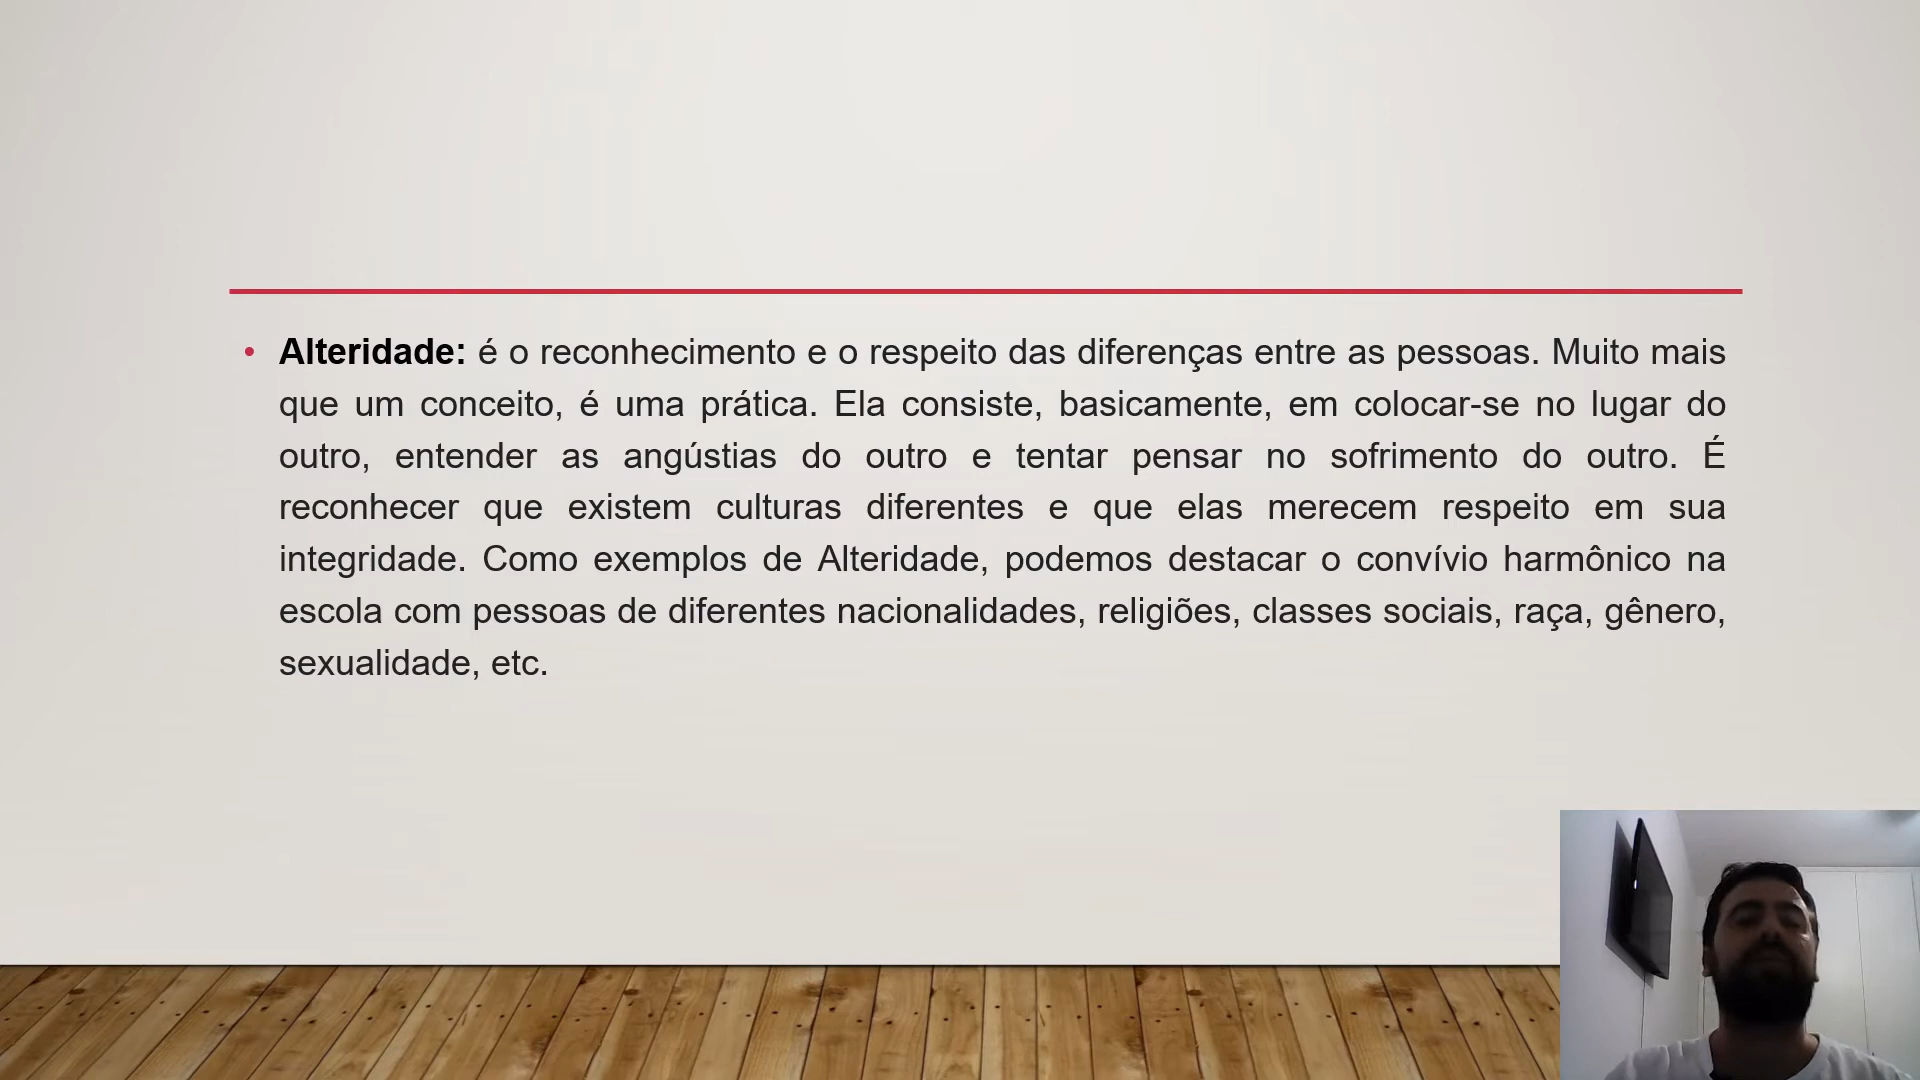 • Alteridade: é o reconhecimento e o respeito das diferenças entre as pessoas. Muito mais
que um conceito, é uma prática. Ela consiste, basicamente, em colocar-se no lugar do
outro, entender as angústias do outro e tentar pensar no sofrimento do outro. É
reconhecer que existem culturas diferentes e que elas merecem respeito em sua
integridade. Como exemplos de Alteridade, podemos destacar o convívio harmônico na
escola com pessoas de diferentes nacionalidades, religiões, classes sociais, raça, gênero,
sexualidade, etc.